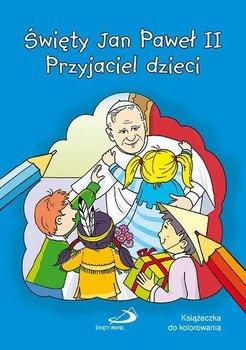 Święty Jan Paweł II
Przyjaciel dzieci
Książeczka
do kolorowania
ŚWIĘTY PAWEŁ